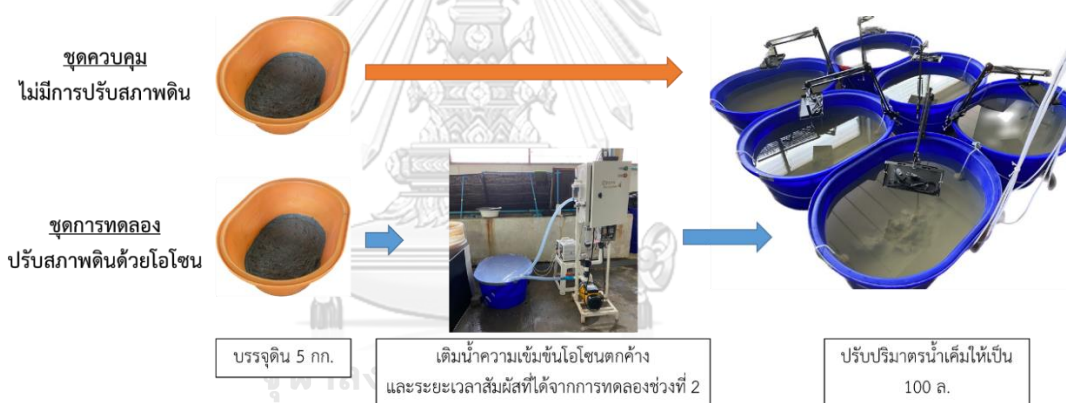 ชุดควบคุม
ไม่มีการปรับสภาพดิน
ชุดการทดลอง
ปรับสภาพดินด้วยโอโซน
บรรจุดิน 5 กก.
เติมน้ำความเข้มข้นโอโซนตกค้าง
และระยะเวลาสัมผัสที่ได้จากการทดลองช่วงที่ 2
ปรับปริมาตรน้ำเค็มให้เป็น
100 ล.